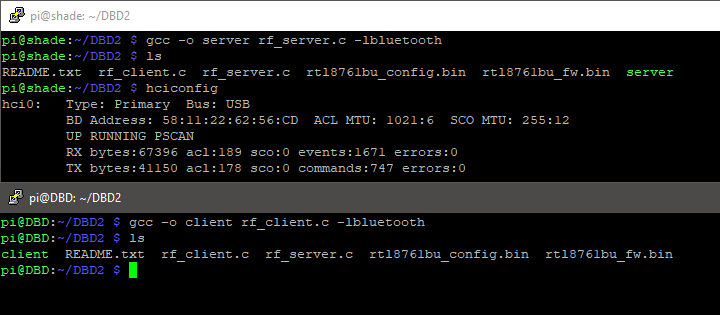 pi@shade: ~/DBD2
pi@shade:~/DBD2 $ gcc -o server rf_server.c -lbluetooth
pi@shade:~/DBD2 $ ls
README.txt  rf_client.c  rf_server.c  rtl8761bu_config.bin  rtl8761bu_fw.bin  server
pi@shade:~/DBD2 $ hciconfig
hci0:   Type: Primary  Bus: USB
        BD Address: 58:11:22:62:56:CD  ACL MTU: 1021:6  SCO MTU: 255:12
        UP RUNNING PSCAN
        RX bytes:67396 acl:189 sco:0 events:1671 errors:0
        TX bytes:41150 acl:178 sco:0 commands:747 errors:0
pi@DBD: ~/DBD2
pi@DBD:~/DBD2 $ gcc -o client rf_client.c -lbluetooth
pi@DBD:~/DBD2 $ ls
client  README.txt  rf_client.c  rf_server.c  rtl8761bu_config.bin  rtl8761bu_fw.bin
pi@DBD:~/DBD2 $